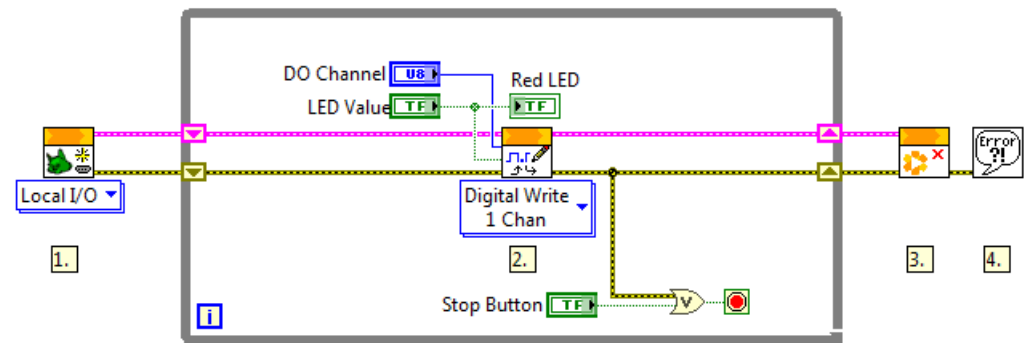 DO Channel
U8
LED Value
TF
Red LED
TF
Local I/O
Digital Write
1 Chan
Error
?!
1.
2.
3.
4.
Stop Button
TF
V
i